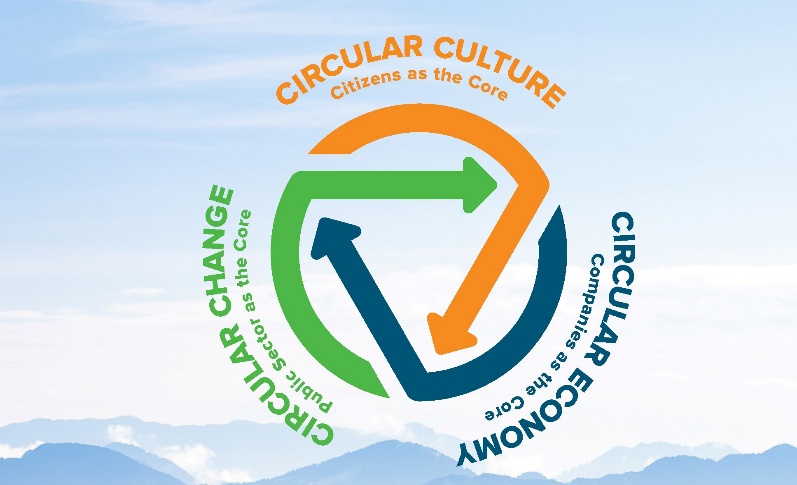 CIRCULAR CULTURE
Citizens as the Core
CIRCULAR CHANGE
Public Sector as the Core
CIRCULAR ECONOMY
Companies as the Core